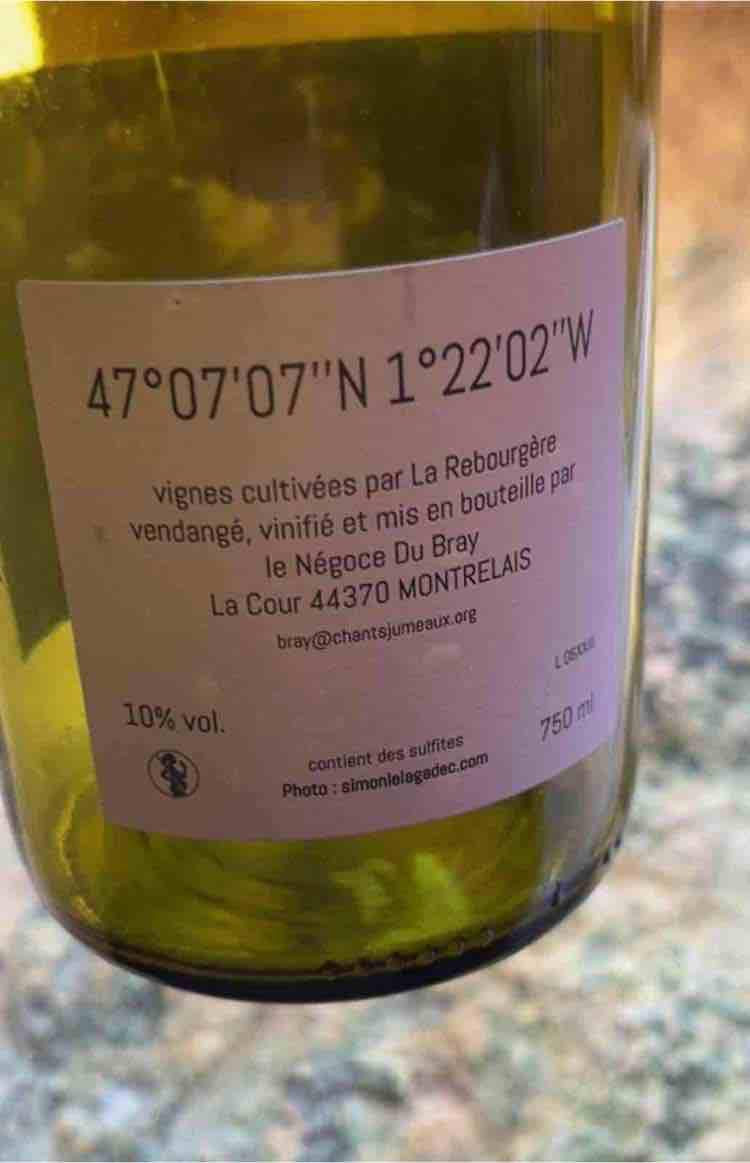 47°07'07"N 1°22'02"W
vignes cultivées par La Rebourgère
vendangé, vinifié et mis en bouteille par
le Négoce Du Bray
La Cour 44370 MONTRELAIS
bray@chantsjumeaux.org
10% vol.
750 ml
contient des sulfites
Photo : simonlelagadec.com